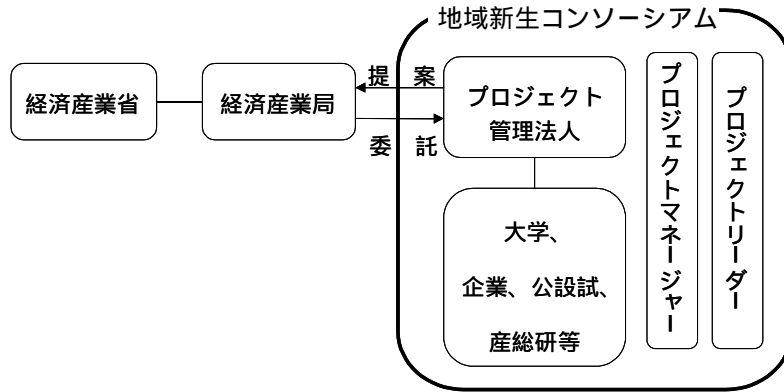 地域新生コンソーシアム
経済産業省
経済産業局
提案
委託
プロジェクト
管理法人
大学、
企業、公設試、
産総研等
プロジェクトマネージャー
プロジェクトリーダー